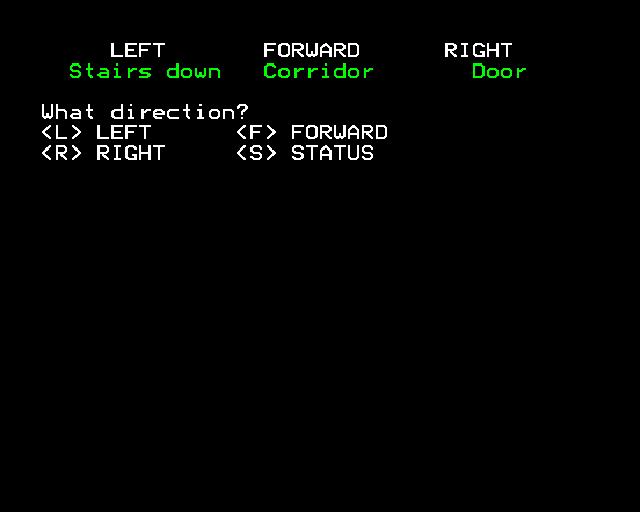 LEFT FORWARD RIGHT
Stairs down Corridor Door
What direction?
<L> LEFT <F> FORWARD
<R> RIGHT <S> STATUS